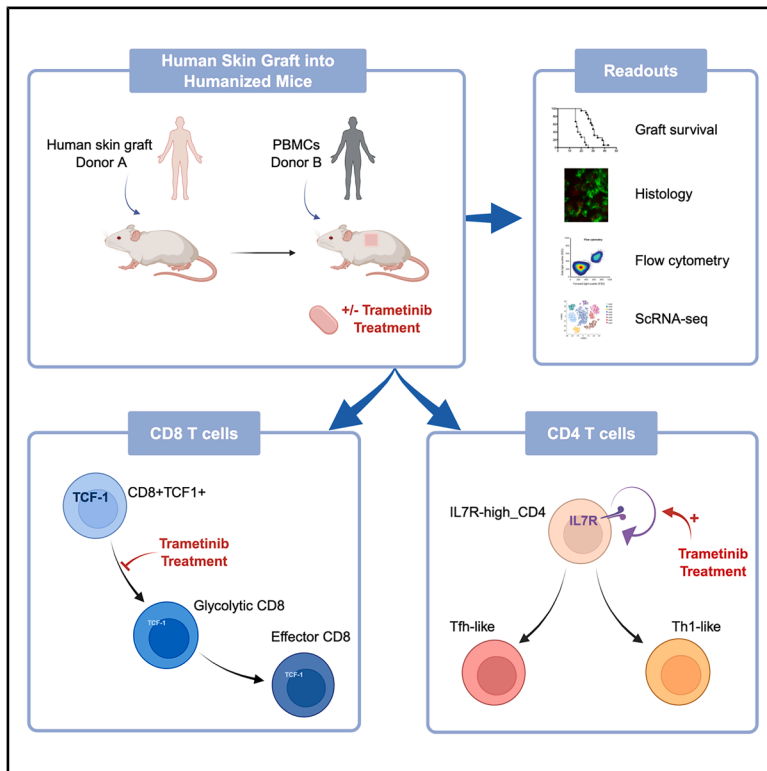 Human Skin Graft into
Humanized Mice
Human skin graft
Donor A
PBMCs
Donor B
+/- Trametinib
Treatment
Readouts
Graft survival
Histology
Flow cytometry
Flow cytometry
ScRNA-seq
CD8 T cells
TCF-1
CD8+TCF1+
Trametinib
Treatment
Glycolytic CD8
TCF-1
Effector CD8
TCF-1
CD4 T cells
IL7R-high_CD4
IL7R
+
Trametinib
Treatment
Tfh-like
Th1-like